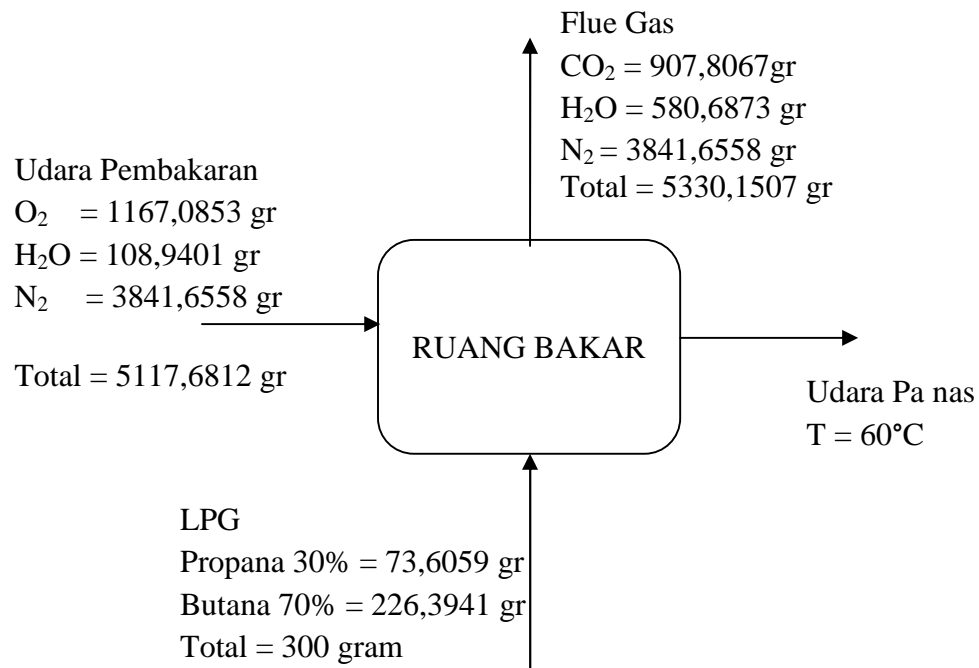 Flue Gas
CO₂ = 907,8067gr
H₂O = 580,6873 gr
N₂ = 3841,6558 gr
Total = 5330,1507 gr
Udara Pembakaran
O₂ = 1167,0853 gr
H₂O = 108,9401 gr
N₂ = 3841,6558 gr
Total = 5117,6812 gr
RUANG BAKAR
Udara Pa nas
T = 60°C
LPG
Propana 30% = 73,6059 gr
Butana 70% = 226,3941 gr
Total = 300 gram